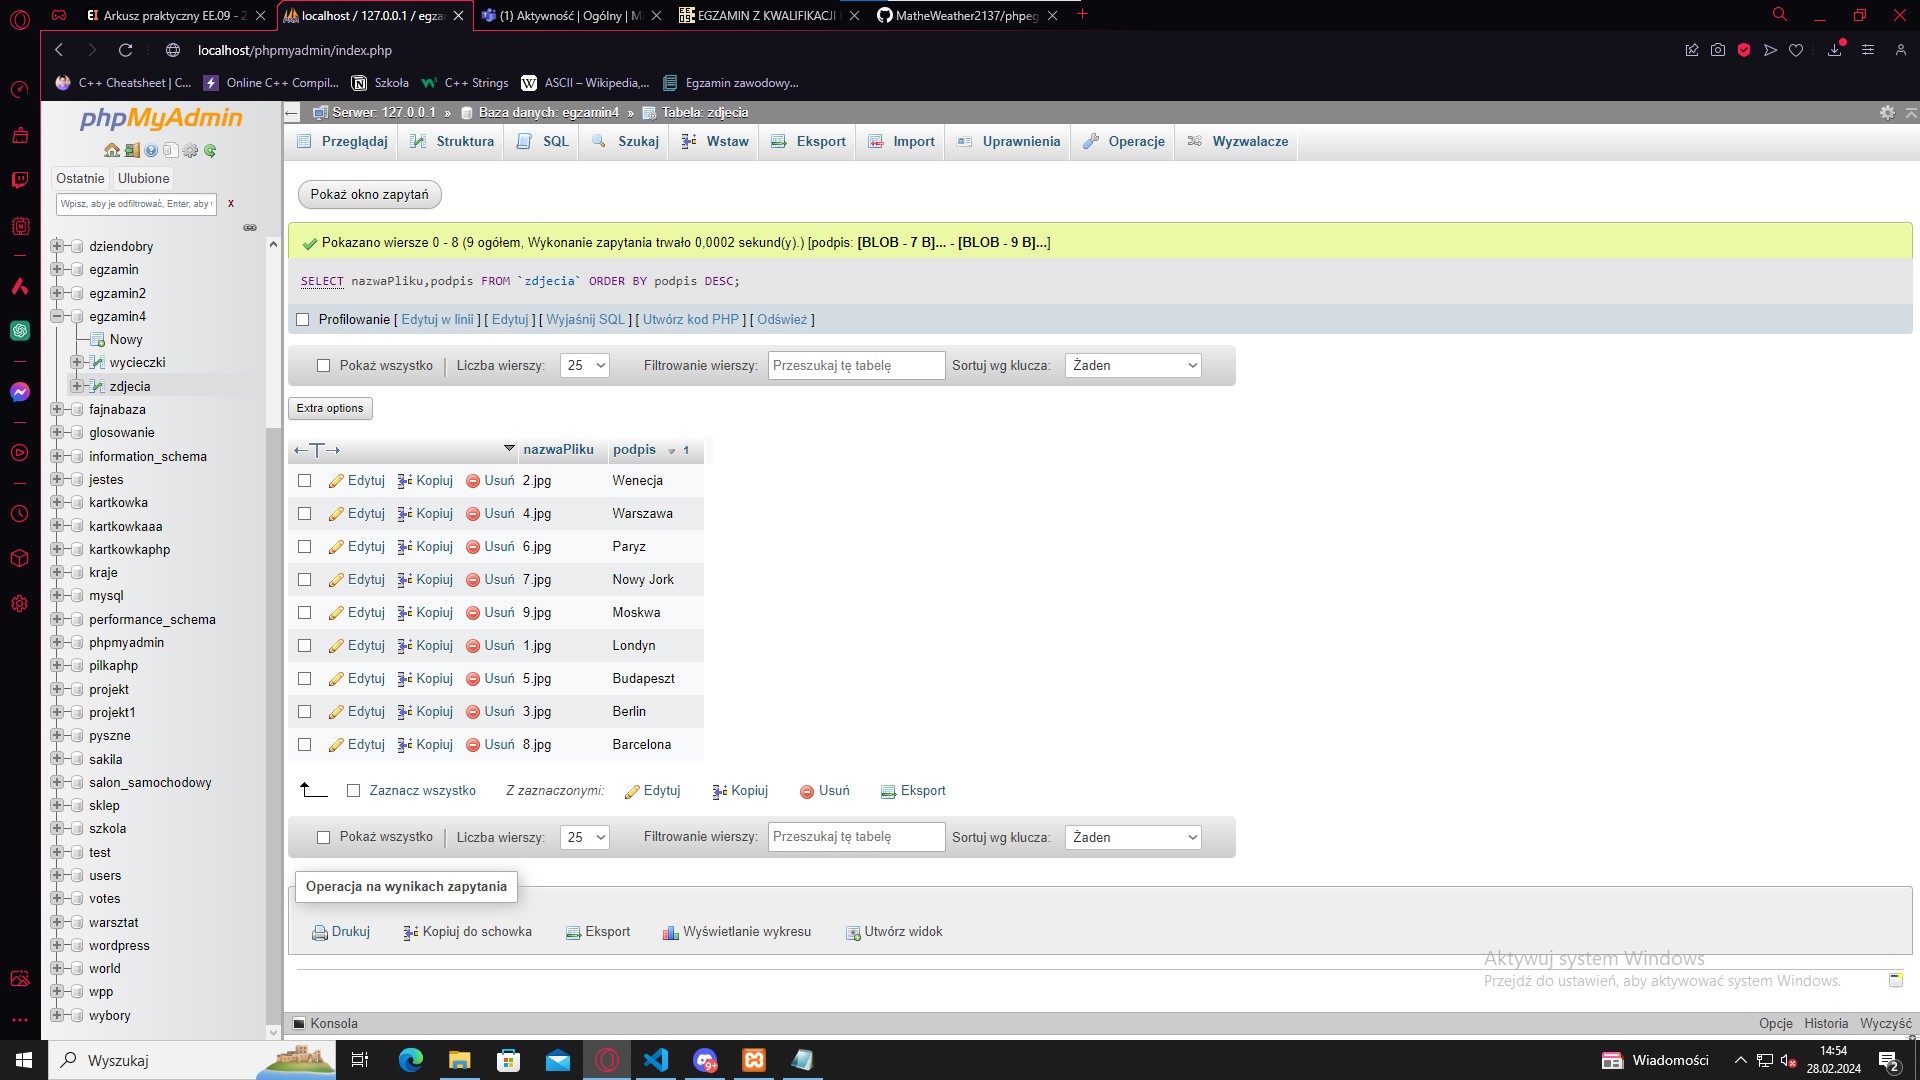 Arkusz praktyczny EE.09 - 2
localhost / 127.0.0.1 / egza
(1) Aktywność | Ogólny | M
EGZAMIN Z KWALIFIKACJI
MatheWeather2137/phpeg
localhost/phpmyadmin/index.php
C++ Cheatsheet | C...
Online C++ Compil...
Szkoła
C++ Strings
ASCII – Wikipedia,...
Egzamin zawodowy...
phpMyAdmin
Ostatnie Ulubione
Wpisz, aby je odfiltrować, Enter, aby
X
dziendobry
egzamin
egzamin2
egzamin4
Nowy
wycieczki
zdjecia
fajnabaza
glosowanie
information_schema
jestes
kartkowka
kartkowkaaa
kartkowkaphp
kraje
mysql
performance_schema
phpmyadmin
pilkaphp
projekt
projekt1
pyszne
sakila
salon_samochodowy
sklep
szkola
test
users
votes
warsztat
wordpress
world
wpp
wybory
Serwer: 127.0.0.1 » Baza danych: egzamin4 » Tabela: zdjecia
Przeglądaj Struktura SQL Szukaj Wstaw Eksport Import Uprawnienia Operacje Wyzwalacze
Pokaż okno zapytań
Pokazano wiersze 0 - 8 (9 ogółem, Wykonanie zapytania trwało 0,0002 sekund(y).) [podpis: [BLOB - 7 B]... - [BLOB - 9 B]...]
SELECT nazwaPliku,podpis FROM `zdjecia` ORDER BY podpis DESC;
Profilowanie [ Edytuj w linii ] [ Edytuj ] [ Wyjaśnij SQL ] [ Utwórz kod PHP ] [ Odśwież ]
Pokaż wszystko | Liczba wierszy: 25 Filtrowanie wierszy: Przeszukaj tę tabelę Sortuj wg klucza: Żaden
Extra options
nazwaPliku podpis 1
Edytuj Kopiuj Usuń 2.jpg Wenecja
Edytuj Kopiuj Usuń 4.jpg Warszawa
Edytuj Kopiuj Usuń 6.jpg Paryz
Edytuj Kopiuj Usuń 7.jpg Nowy Jork
Edytuj Kopiuj Usuń 9.jpg Moskwa
Edytuj Kopiuj Usuń 1.jpg Londyn
Edytuj Kopiuj Usuń 5.jpg Budapeszt
Edytuj Kopiuj Usuń 3.jpg Berlin
Edytuj Kopiuj Usuń 8.jpg Barcelona
Zaznacz wszystko Z zaznaczonymi: Edytuj Kopiuj Usuń Eksport
Pokaż wszystko | Liczba wierszy: 25 Filtrowanie wierszy: Przeszukaj tę tabelę Sortuj wg klucza: Żaden
Operacja na wynikach zapytania
Drukuj Kopiuj do schowka Eksport Wyświetlanie wykresu Utwórz widok
Aktywuj system Windows
Przejdź do ustawień, aby aktywować system Windows.
Konsola
Opcje Historia Wyczyść
Wyszukaj
Wiadomości
14:54
28.02.2024
2